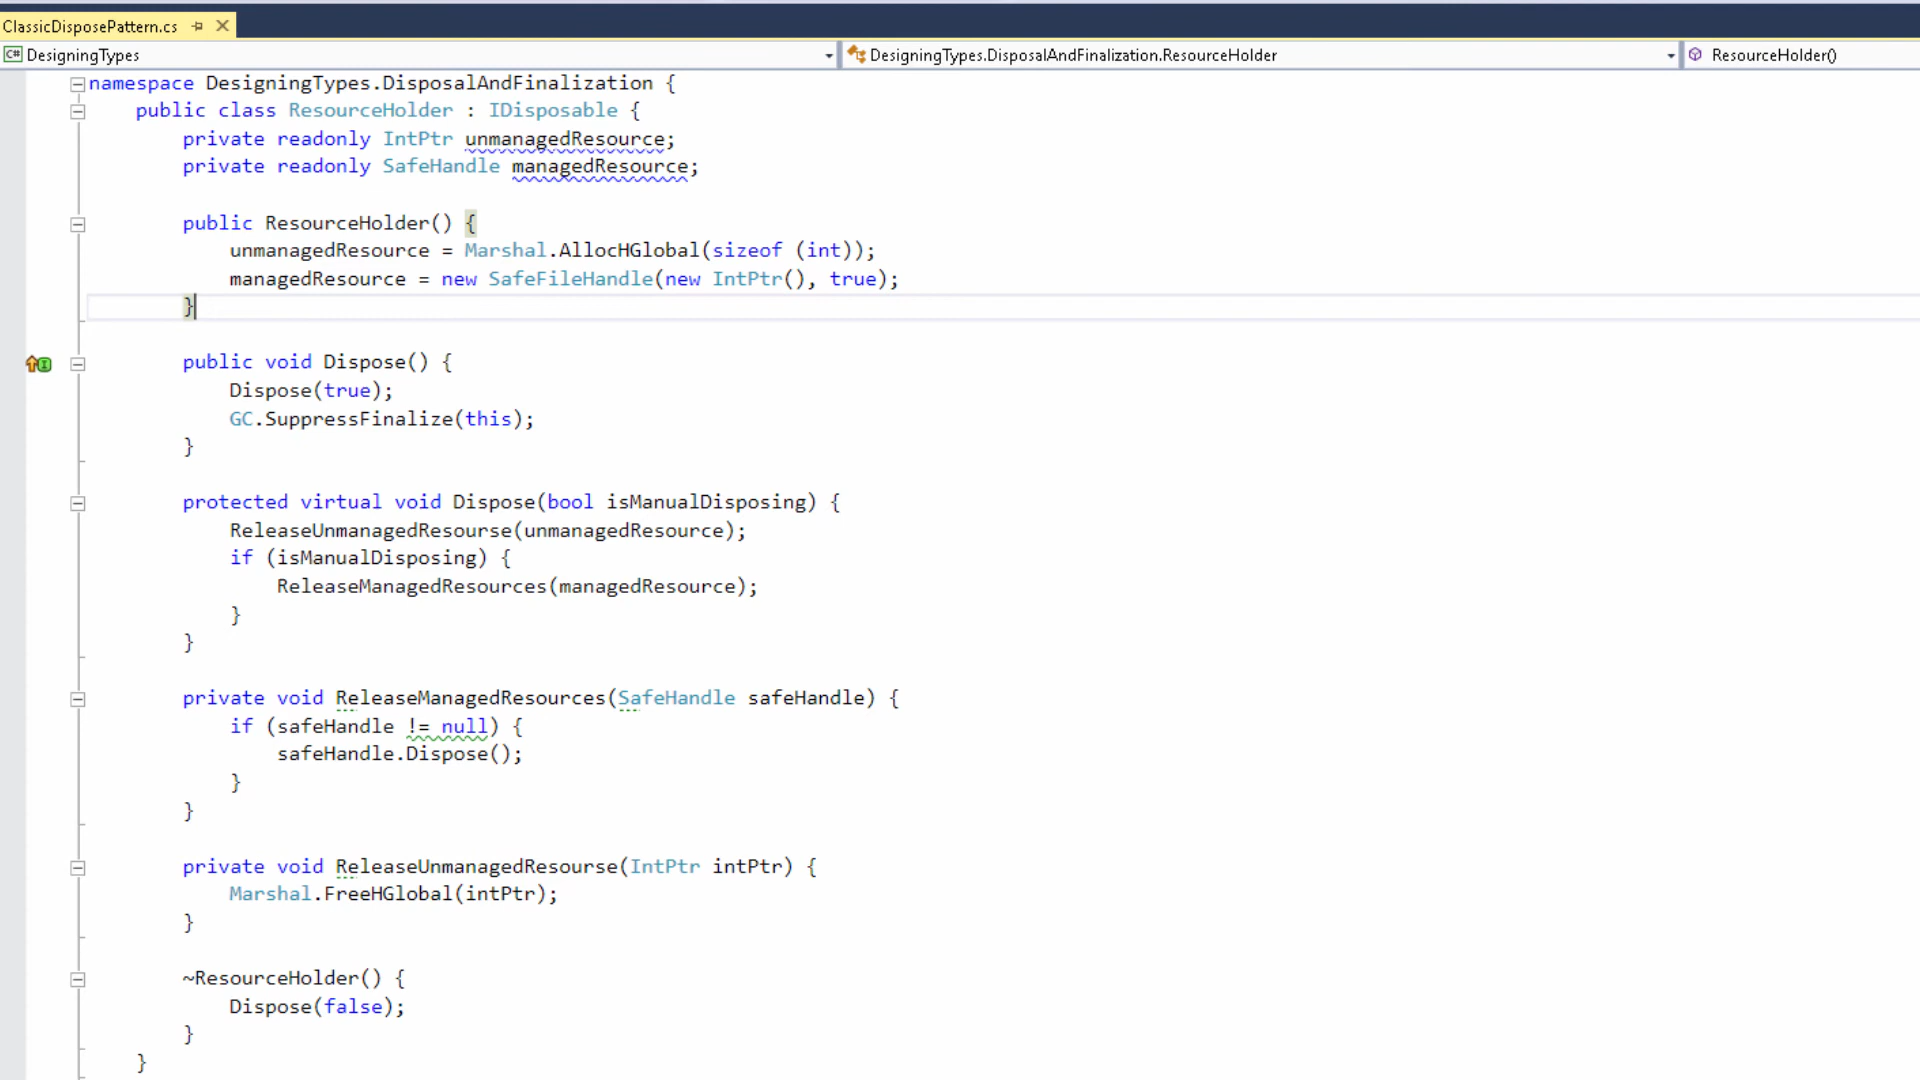 ClassicDisposePattern.cs
C# DesigningTypes DesigningTypes.DisposalAndFinalization.ResourceHolder ResourceHolder()
namespace DesigningTypes.DisposalAndFinalization {
public class ResourceHolder : IDisposable {
private readonly IntPtr unmanagedResource;
private readonly SafeHandle managedResource;
public ResourceHolder() {
unmanagedResource = Marshal.AllocHGlobal(sizeof (int));
managedResource = new SafeFileHandle(new IntPtr(), true);
}
public void Dispose() {
Dispose(true);
GC.SuppressFinalize(this);
}
protected virtual void Dispose(bool isManualDisposing) {
ReleaseUnmanagedResourse(unmanagedResource);
if (isManualDisposing) {
ReleaseManagedResources(managedResource);
}
}
private void ReleaseManagedResources(SafeHandle safeHandle) {
if (safeHandle != null) {
safeHandle.Dispose();
}
}
private void ReleaseUnmanagedResourse(IntPtr intPtr) {
Marshal.FreeHGlobal(intPtr);
}
~ResourceHolder() {
Dispose(false);
}
}